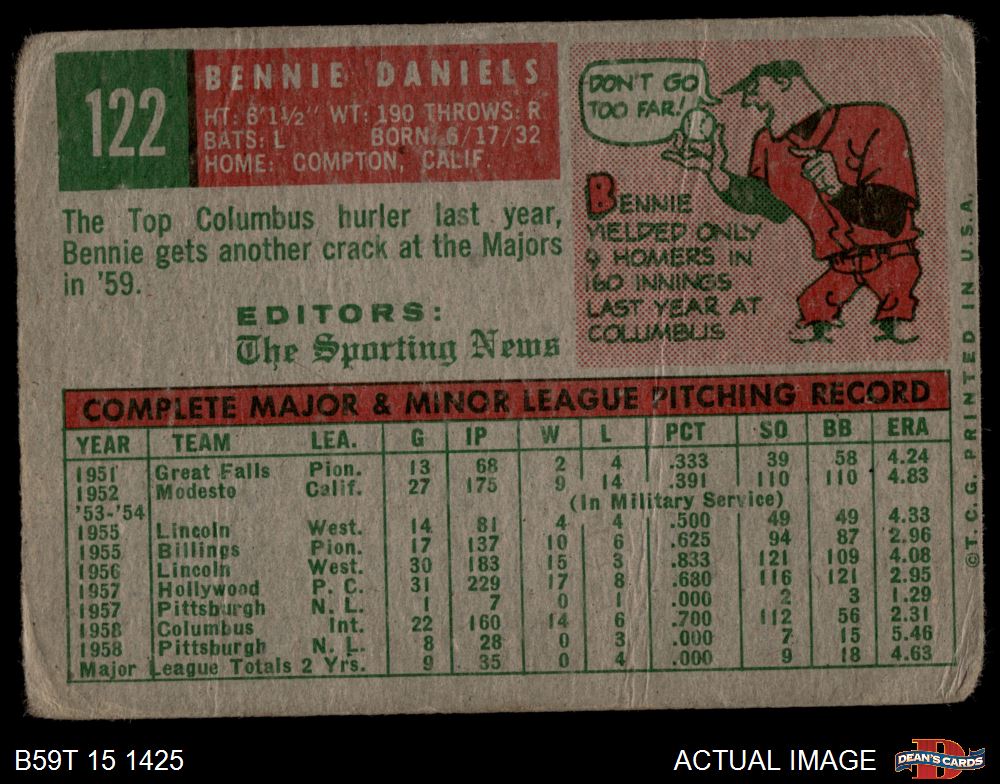 122
BENNIE DANIELS
HT: 6'1½" WT: 190 THROWS: R
BATS: L BORN: 6/17/32
HOME: COMPTON, CALIF.
The Top Columbus hurler last year,
Bennie gets another crack at the Majors
in '59.
EDITORS:
The Sporting News
DON'T GO
TOO FAR!
BENNIE
YIELDED ONLY
9 HOMERS IN
160 INNINGS
LAST YEAR AT
COLUMBUS
COMPLETE MAJOR & MINOR LEAGUE PITCHING RECORD
YEAR TEAM LEA. G IP W L PCT SO BB ERA
1951 Great Falls Pion. 13 68 2 4 .333 39 58 4.24
1952 Modesto Calif. 27 175 9 14 .391 110 110 4.83
'53-'54 (In Military Service)
1955 Lincoln West. 14 81 4 4 .500 49 49 4.33
1955 Billings Pion. 17 137 10 6 .625 94 87 2.96
1956 Lincoln West. 30 183 15 3 .833 121 109 4.08
1957 Hollywood P. C. 31 229 17 8 .680 116 121 2.95
1957 Pittsburgh N. L. 1 7 0 1 .000 2 3 1.29
1958 Columbus Int. 22 160 14 6 .700 112 56 2.31
1958 Pittsburgh N. L. 8 28 0 3 .000 7 15 5.46
Major League Totals 2 Yrs. 9 35 0 4 .000 9 18 4.63
© T. C. G. PRINTED IN U.S.A.
B59T 15 1425
ACTUAL IMAGE
DEAN'S CARDS